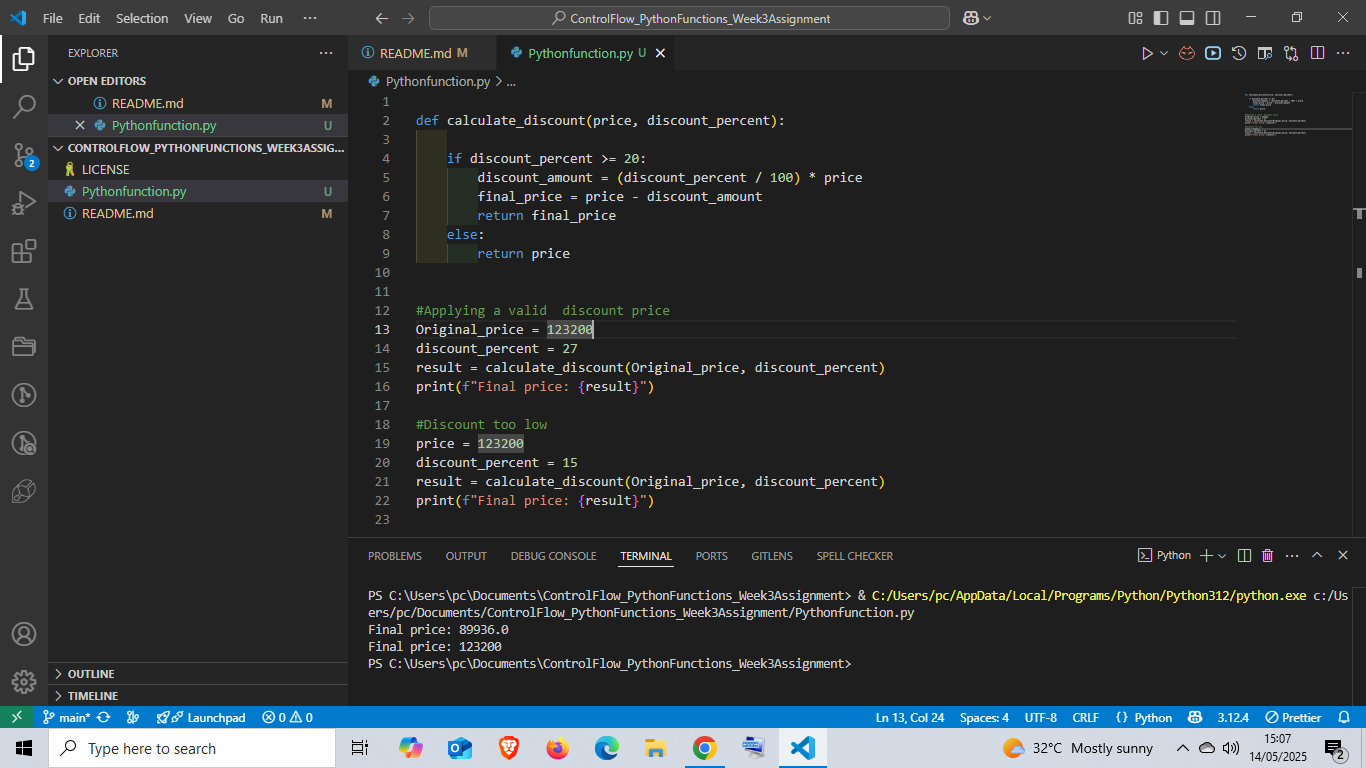 File Edit Selection View Go Run ···
ControlFlow_PythonFunctions_Week3Assignment
EXPLORER ···
OPEN EDITORS
README.md M
Pythonfunction.py U
CONTROLFLOW_PYTHONFUNCTIONS_WEEK3ASSIG...
LICENSE
Pythonfunction.py U
README.md M
2
OUTLINE
TIMELINE
README.md M
Pythonfunction.py U
Pythonfunction.py > ...
1
2 def calculate_discount(price, discount_percent):
3
4 if discount_percent >= 20:
5 discount_amount = (discount_percent / 100) * price
6 final_price = price - discount_amount
7 return final_price
8 else:
9 return price
10
11
12 #Applying a valid  discount price
13 Original_price = 123200
14 discount_percent = 27
15 result = calculate_discount(Original_price, discount_percent)
16 print(f"Final price: {result}")
17
18 #Discount too low
19 price = 123200
20 discount_percent = 15
21 result = calculate_discount(Original_price, discount_percent)
22 print(f"Final price: {result}")
23
PROBLEMS OUTPUT DEBUG CONSOLE TERMINAL PORTS GITLENS SPELL CHECKER
Python
PS C:\Users\pc\Documents\ControlFlow_PythonFunctions_Week3Assignment> & C:/Users/pc/AppData/Local/Programs/Python/Python312/python.exe c:/Us
ers/pc/Documents/ControlFlow_PythonFunctions_Week3Assignment/Pythonfunction.py
Final price: 89936.0
Final price: 123200
PS C:\Users\pc\Documents\ControlFlow_PythonFunctions_Week3Assignment>
main* Launchpad 0 0 Ln 13, Col 24 Spaces: 4 UTF-8 CRLF {} Python 3.12.4 Prettier
Type here to search
32°C Mostly sunny
15:07
14/05/2025
2